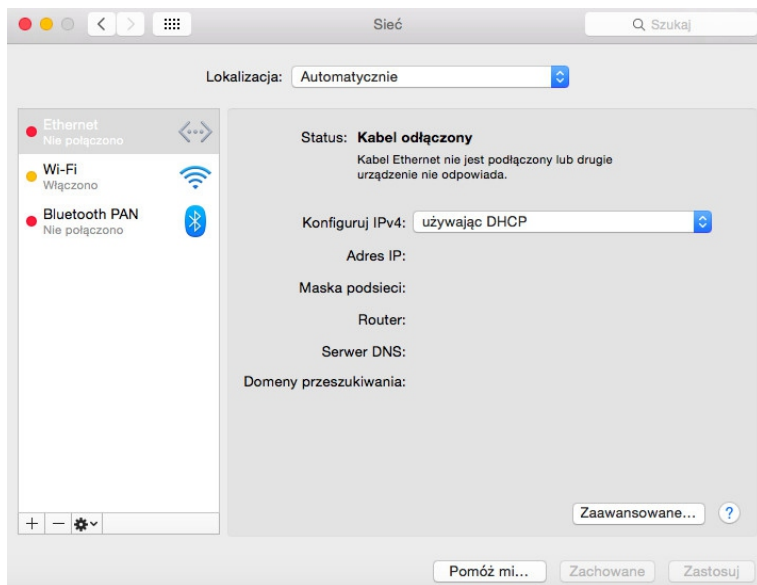 Sieć
Szukaj
Lokalizacja: Automatycznie
Ethernet
Nie połączono
Wi-Fi
Włączono
Bluetooth PAN
Nie połączono
Status: Kabel odłączony
Kabel Ethernet nie jest podłączony lub drugie
urządzenie nie odpowiada.
Konfiguruj IPv4: używając DHCP
Adres IP:
Maska podsieci:
Router:
Serwer DNS:
Domeny przeszukiwania:
Zaawansowane... ?
Pomóż mi... Zachowane Zastosuj